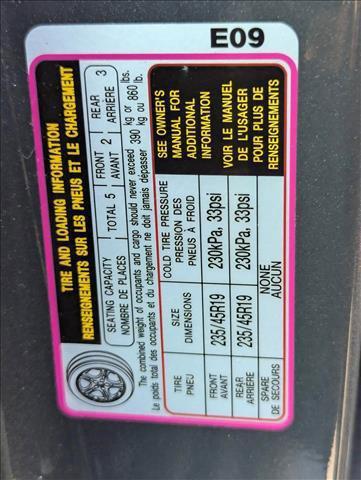 E09
TIRE AND LOADING INFORMATION
RENSEIGNEMENTS SUR LES PNEUS ET LE CHARGEMENT
SEATING CAPACITY
NOMBRE DE PLACES
TOTAL 5
FRONT
AVANT 2
REAR
ARRIÈRE 3
The combined weight of occupants and cargo should never exceed 390 kg or 860 lbs.
Le poids total des occupants et du chargement ne doit jamais dépasser 390 kg ou 860 lb.
TIRE
PNEU
SIZE
DIMENSIONS
COLD TIRE PRESSURE
PRESSION DES
PNEUS À FROID
FRONT
AVANT
235/45R19
230kPa, 33psi
REAR
ARRIÈRE
235/45R19
230kPa, 33psi
SPARE
DE SECOURS
NONE
AUCUN
SEE OWNER'S
MANUAL FOR
ADDITIONAL
INFORMATION
VOIR LE MANUEL
DE L'USAGER
POUR PLUS DE
RENSEIGNEMENTS